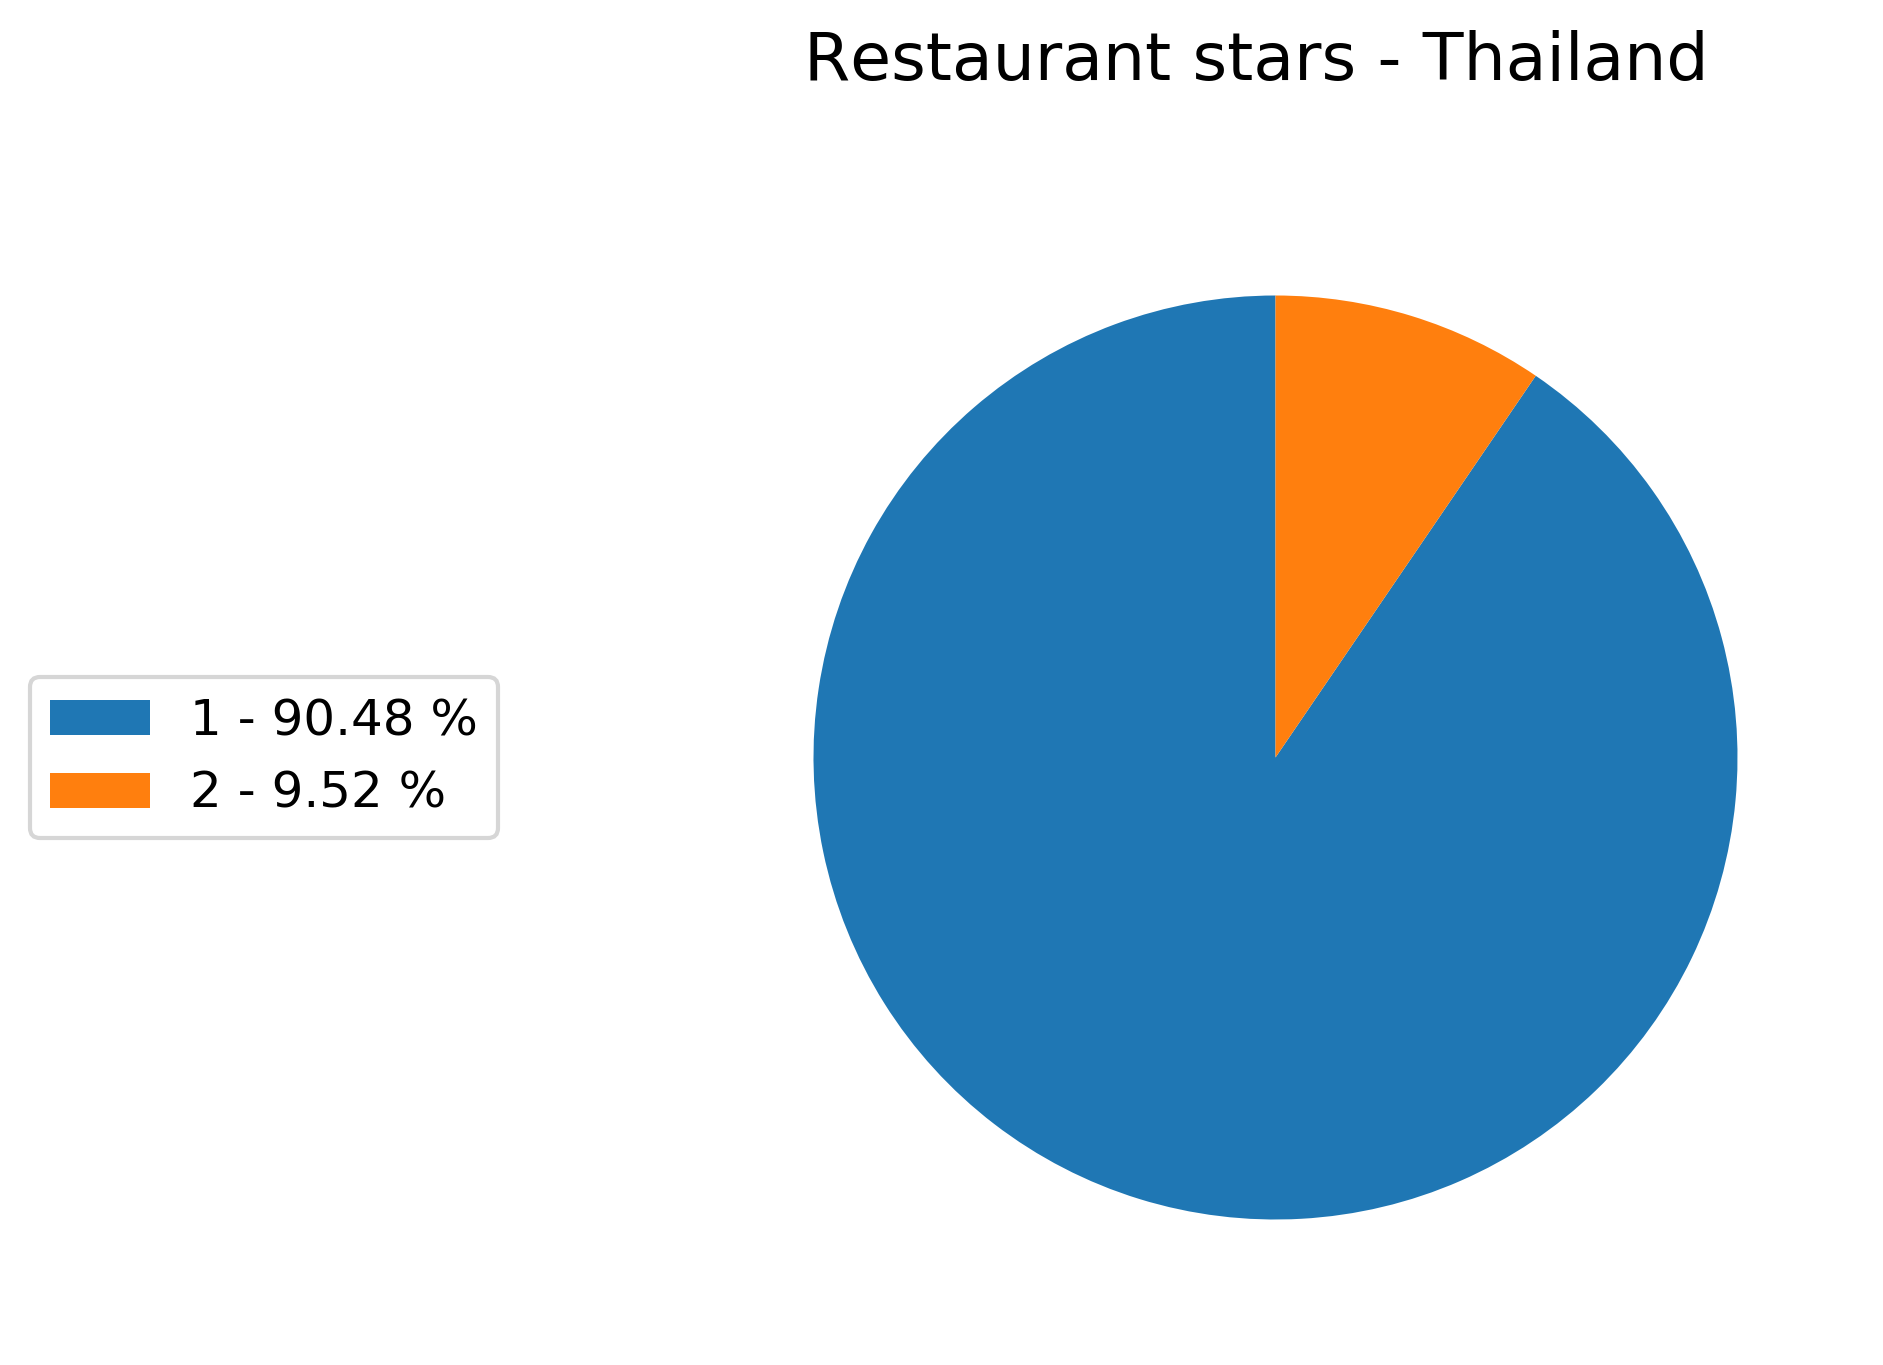 Restaurant stars - Thailand
1 - 90.48 %
2 - 9.52 %